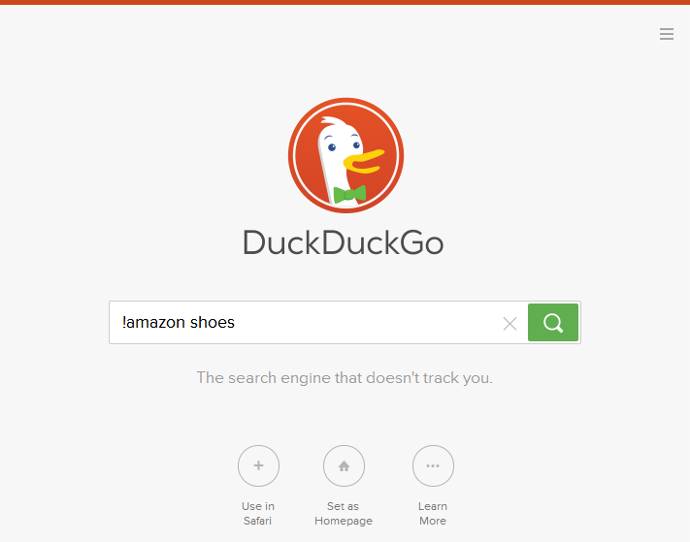 DuckDuckGo
!amazon shoes
The search engine that doesn't track you.
Use in
Safari
Set as
Homepage
Learn
More